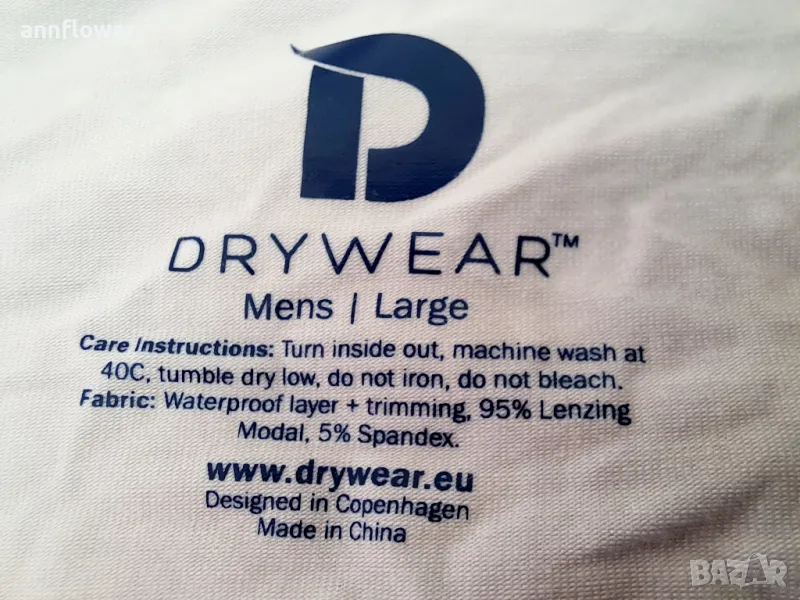 annflower
D
DRYWEAR™
Mens | Large
Care Instructions: Turn inside out, machine wash at
40C, tumble dry low, do not iron, do not bleach.
Fabric: Waterproof layer + trimming, 95% Lenzing
Modal, 5% Spandex.
www.drywear.eu
Designed in Copenhagen
Made in China
BAZAR